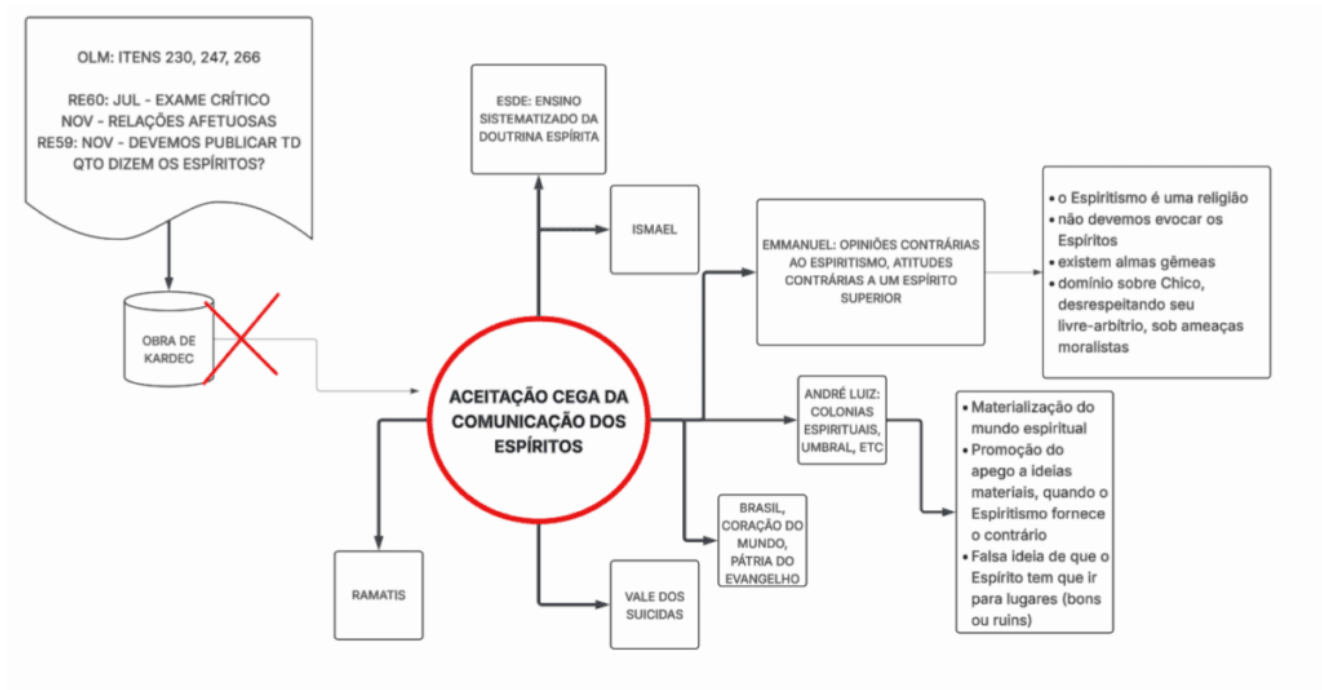 OLM: ITENS 230, 247, 266
RE60: JUL - EXAME CRÍTICO
NOV - RELAÇÕES AFETUOSAS
RE59: NOV - DEVEMOS PUBLICAR TD
QTO DIZEM OS ESPÍRITOS?
OBRA DE
KARDEC
ESDE: ENSINO
SISTEMATIZADO DA
DOUTRINA ESPÍRITA
ISMAEL
EMMANUEL: OPINIÕES CONTRÁRIAS
AO ESPIRITISMO, ATITUDES
CONTRÁRIAS A UM ESPÍRITO
SUPERIOR
• o Espiritismo é uma religião
• não devemos evocar os
Espíritos
• existem almas gêmeas
• domínio sobre Chico,
desrespeitando seu
livre-arbítrio, sob ameaças
moralistas
ACEITAÇÃO CEGA DA
COMUNICAÇÃO DOS
ESPÍRITOS
ANDRÉ LUIZ:
COLONIAS
ESPIRITUAIS,
UMBRAL, ETC
• Materialização do
mundo espiritual
• Promoção do
apego a ideias
materiais, quando o
Espiritismo fornece
o contrário
• Falsa ideia de que o
Espírito tem que ir
para lugares (bons
ou ruins)
BRASIL,
CORAÇÃO DO
MUNDO,
PÁTRIA DO
EVANGELHO
RAMATIS
VALE DOS
SUICIDAS